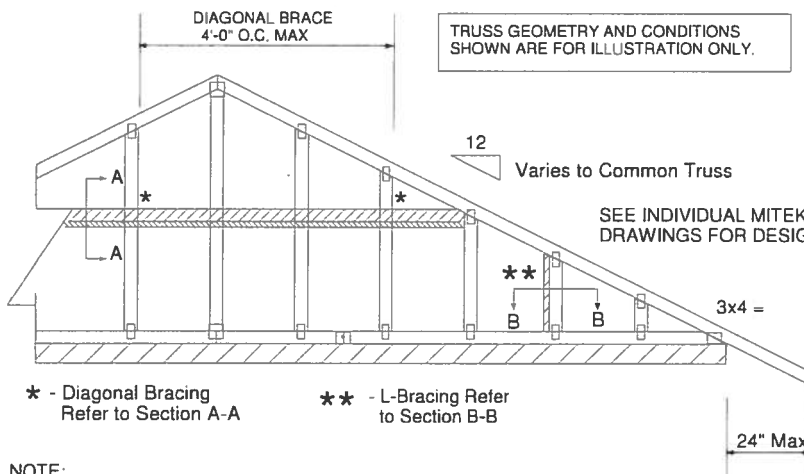 DIAGONAL BRACE
4'-0" O.C. MAX
TRUSS GEOMETRY AND CONDITIONS
SHOWN ARE FOR ILLUSTRATION ONLY.
12
Varies to Common Truss
A
*
*
SEE INDIVIDUAL MITEK
DRAWINGS FOR DESIG
A
**
B
B
3x4 =
* - Diagonal Bracing
Refer to Section A-A
** - L-Bracing Refer
to Section B-B
24" Max
NOTE: